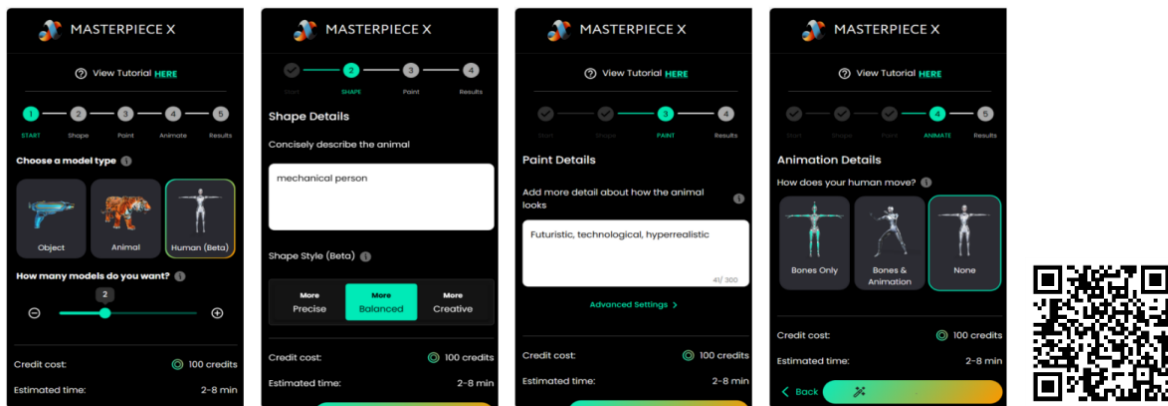 MASTERPIECE X
View Tutorial HERE
1 2 3 4 5
START Shape Paint Animate Results
Choose a model type
Object Animal Human (Beta)
How many models do you want?
2
Credit cost: 100 credits
Estimated time: 2-8 min
MASTERPIECE X
2 3 4
Start SHAPE Paint Results
Shape Details
Concisely describe the animal
mechanical person
Shape Style (Beta)
More Precise
More Balanced
More Creative
Credit cost: 100 credits
Estimated time: 2-8 min
MASTERPIECE X
View Tutorial HERE
3 4
Start Shape PAINT Results
Paint Details
Add more detail about how the animal
looks
Futuristic, technological, hyperrealistic
41/ 300
Advanced Settings >
Credit cost: 100 credits
Estimated time: 2-8 min
MASTERPIECE X
View Tutorial HERE
4 5
Start Shape Paint ANIMATE Results
Animation Details
How does your human move?
Bones Only
Bones & Animation
None
Credit cost: 100 credits
Estimated time: 2-8 min
< Back